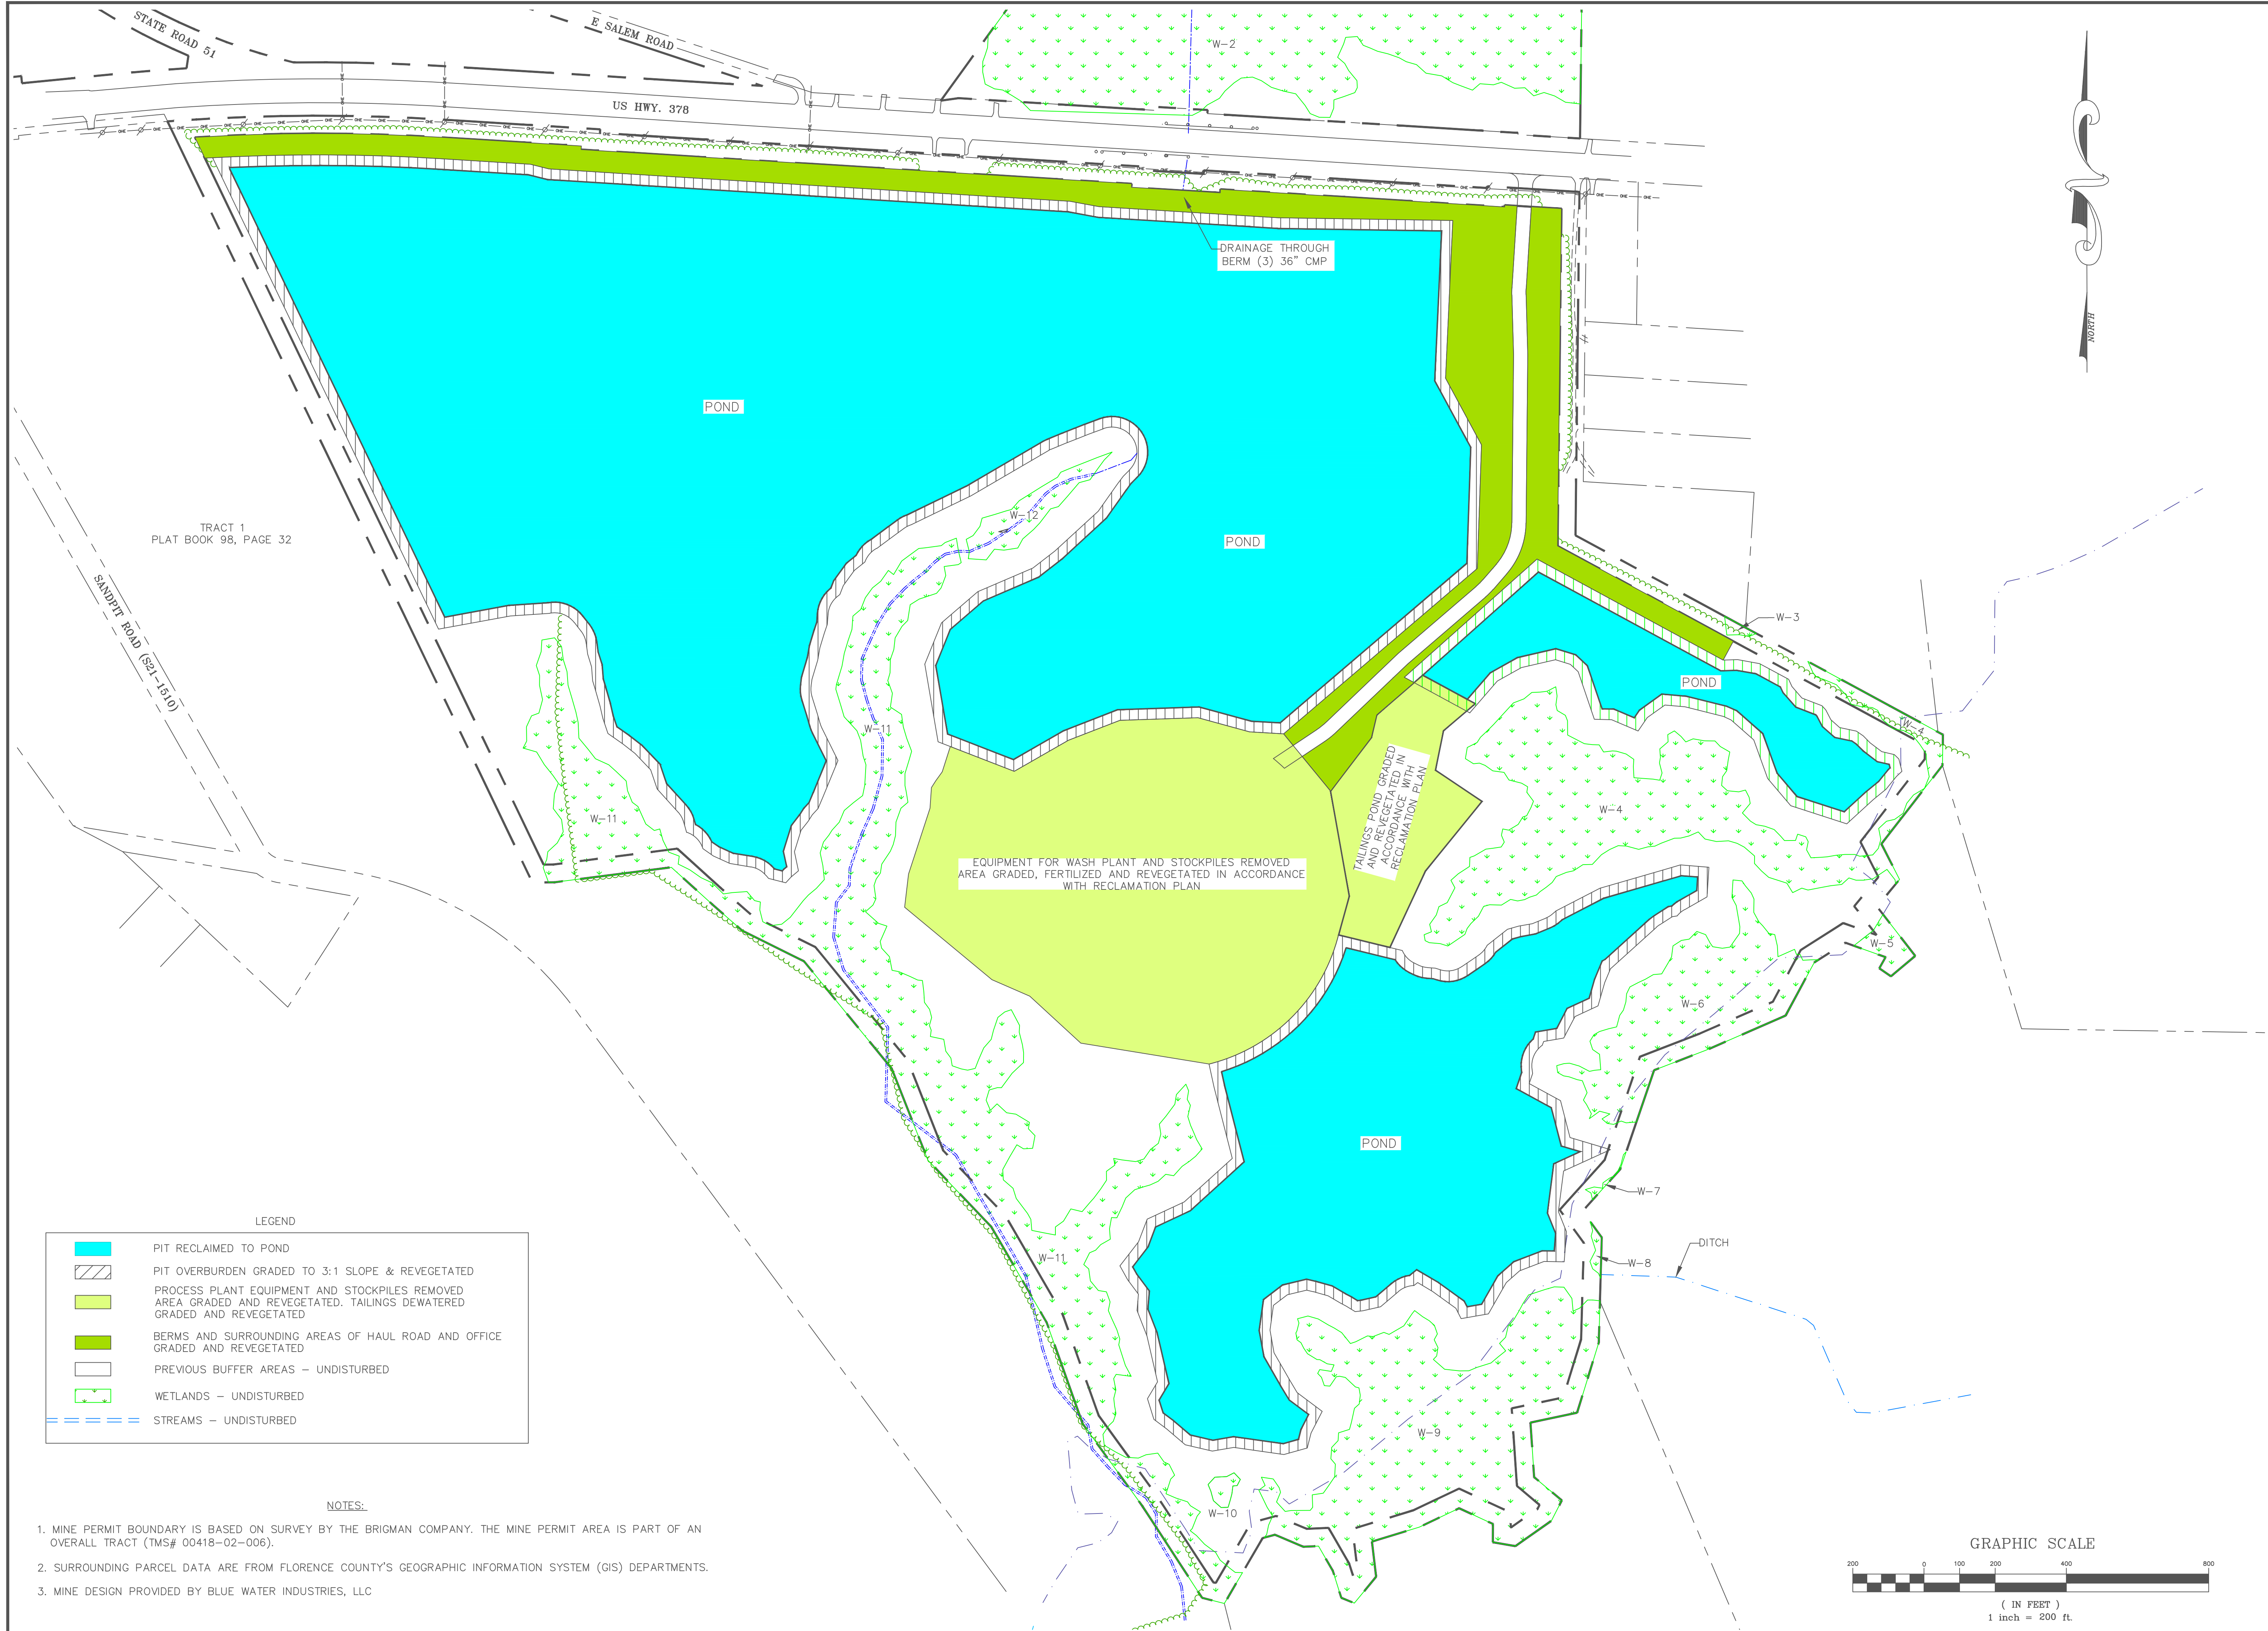 STATE ROAD 51
E SALEM ROAD
US HWY. 378
W-2
NORTH
DRAINAGE THROUGH
BERM (3) 36" CMP
POND
TRACT 1
PLAT BOOK 98, PAGE 32
W-12
POND
SANDPIT ROAD (S21-1510)
W-3
POND
W-4
W-11
W-11
W-4
TAILINGS POND GRADED
AND REVEGETATED IN
ACCORDANCE WITH
RECLAMATION PLAN
EQUIPMENT FOR WASH PLANT AND STOCKPILES REMOVED
AREA GRADED, FERTILIZED AND REVEGETATED IN ACCORDANCE
WITH RECLAMATION PLAN
W-5
W-6
POND
W-7
W-11
DITCH
W-8
W-9
W-10
LEGEND
PIT RECLAIMED TO POND
PIT OVERBURDEN GRADED TO 3:1 SLOPE & REVEGETATED
PROCESS PLANT EQUIPMENT AND STOCKPILES REMOVED
AREA GRADED AND REVEGETATED. TAILINGS DEWATERED
GRADED AND REVEGETATED
BERMS AND SURROUNDING AREAS OF HAUL ROAD AND OFFICE
GRADED AND REVEGETATED
PREVIOUS BUFFER AREAS - UNDISTURBED
WETLANDS - UNDISTURBED
STREAMS - UNDISTURBED
NOTES:
1. MINE PERMIT BOUNDARY IS BASED ON SURVEY BY THE BRIGMAN COMPANY. THE MINE PERMIT AREA IS PART OF AN
OVERALL TRACT (TMS# 00418-02-006).
2. SURROUNDING PARCEL DATA ARE FROM FLORENCE COUNTY'S GEOGRAPHIC INFORMATION SYSTEM (GIS) DEPARTMENTS.
3. MINE DESIGN PROVIDED BY BLUE WATER INDUSTRIES, LLC
GRAPHIC SCALE
200 0 100 200 400 800
( IN FEET )
1 inch = 200 ft.